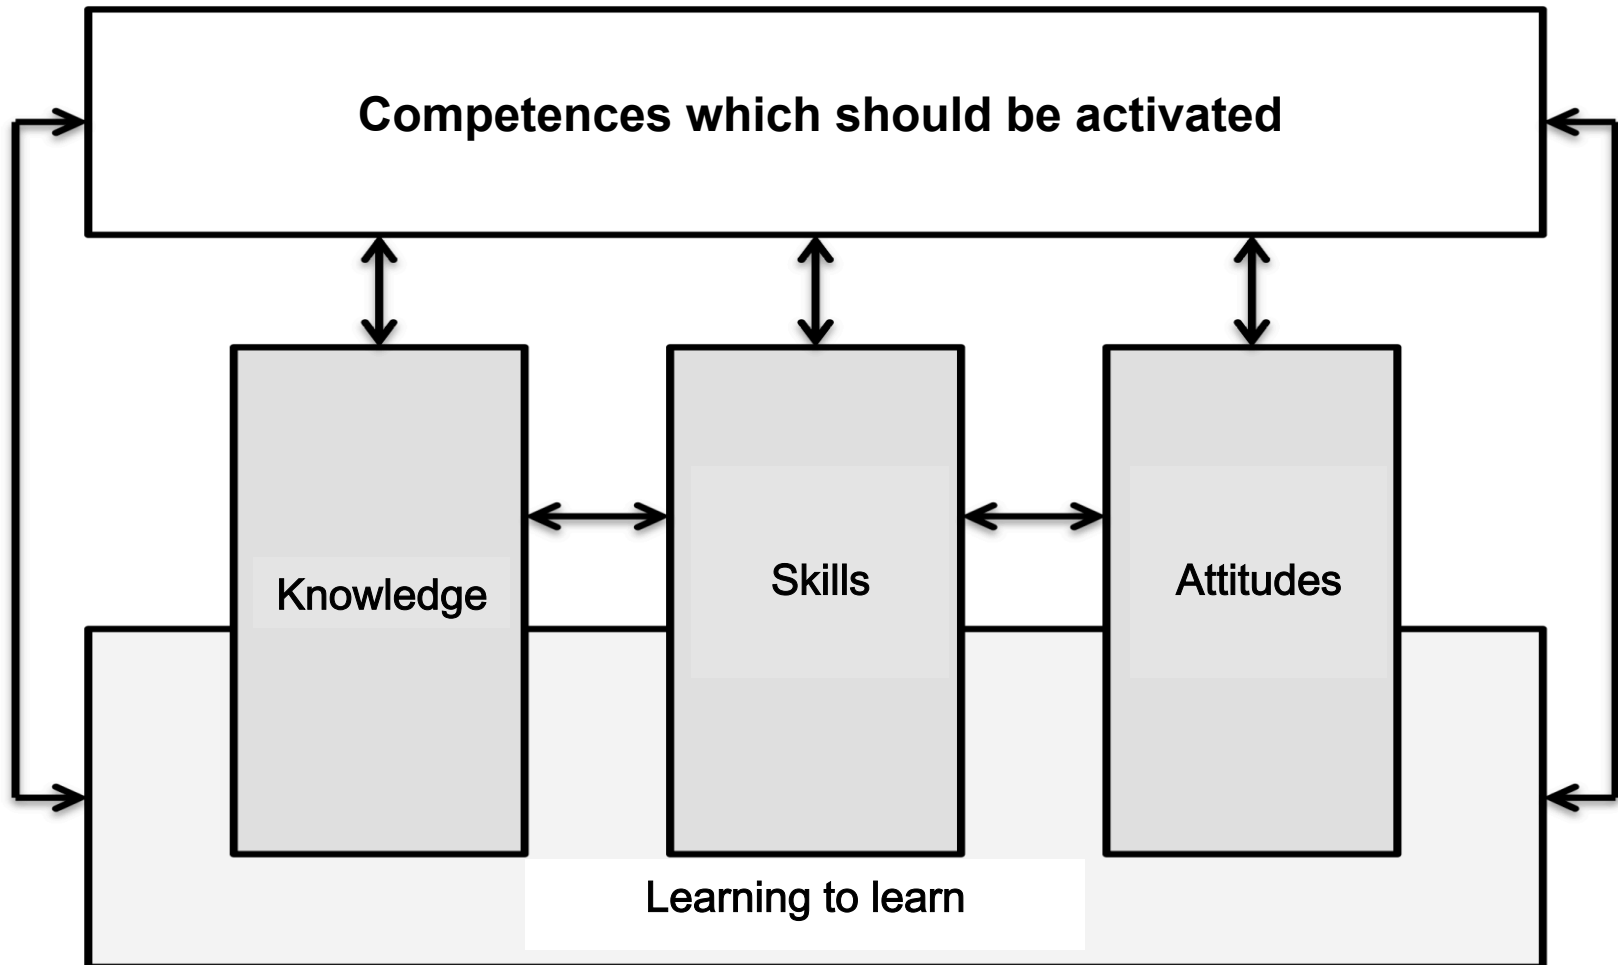 Competences which should be activated
Knowledge
Skills
Attitudes
Learning to learn